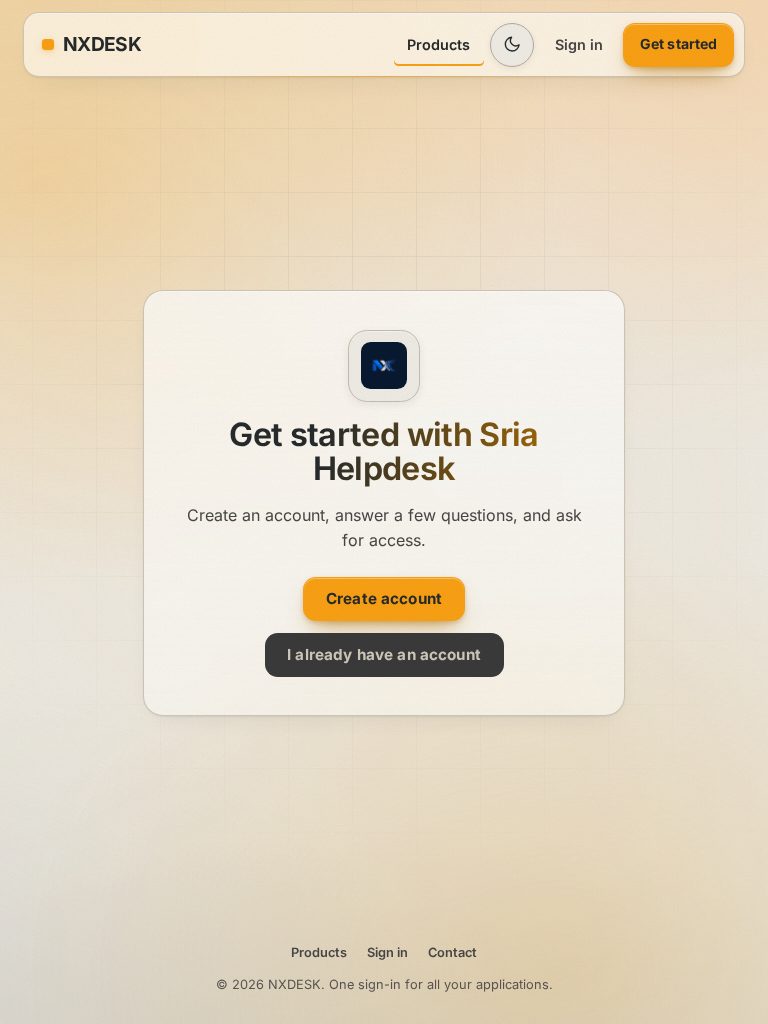 NXDESK
Products
Sign in
Get started
NX
Get started with Sria
Helpdesk
Create an account, answer a few questions, and ask
for access.
Create account
I already have an account
Products
Sign in
Contact
© 2026 NXDESK. One sign-in for all your applications.